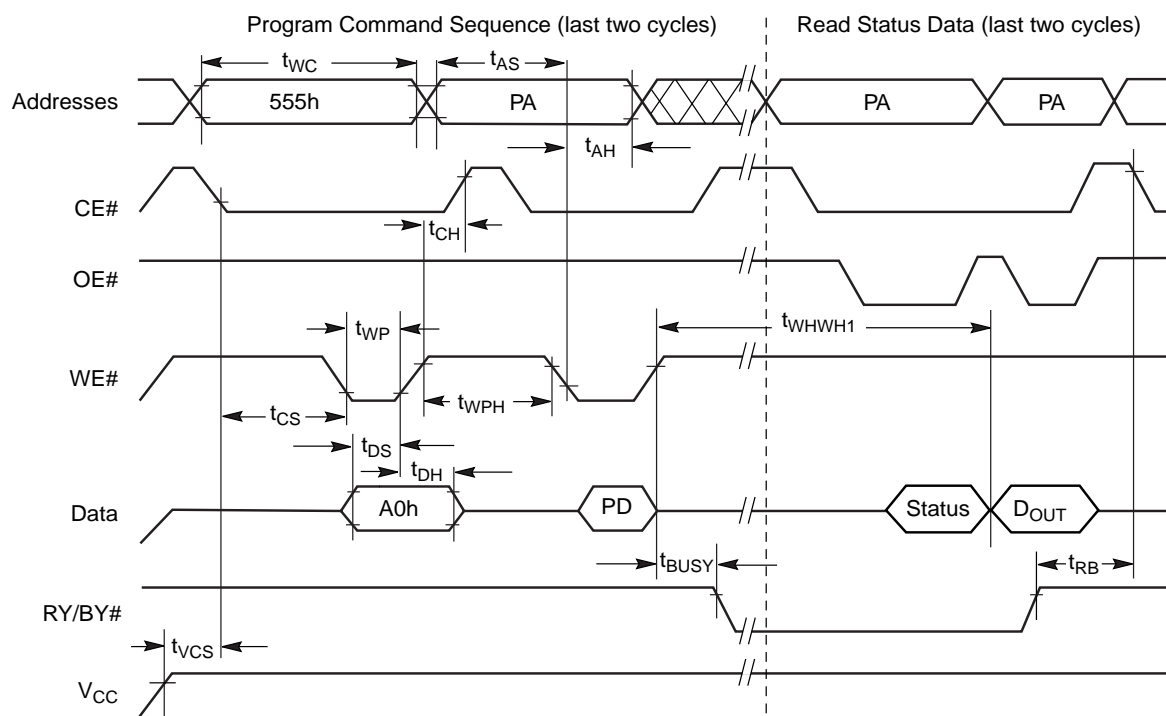 Program Command Sequence (last two cycles)
Read Status Data (last two cycles)
tWC
tAS
Addresses
555h
PA
PA
PA
tAH
CE#
tCH
OE#
tWP
tWHWH1
WE#
tCS
tWPH
tDS
tDH
Data
A0h
PD
Status
DOUT
tBUSY
tRB
RY/BY#
tVCS
VCC